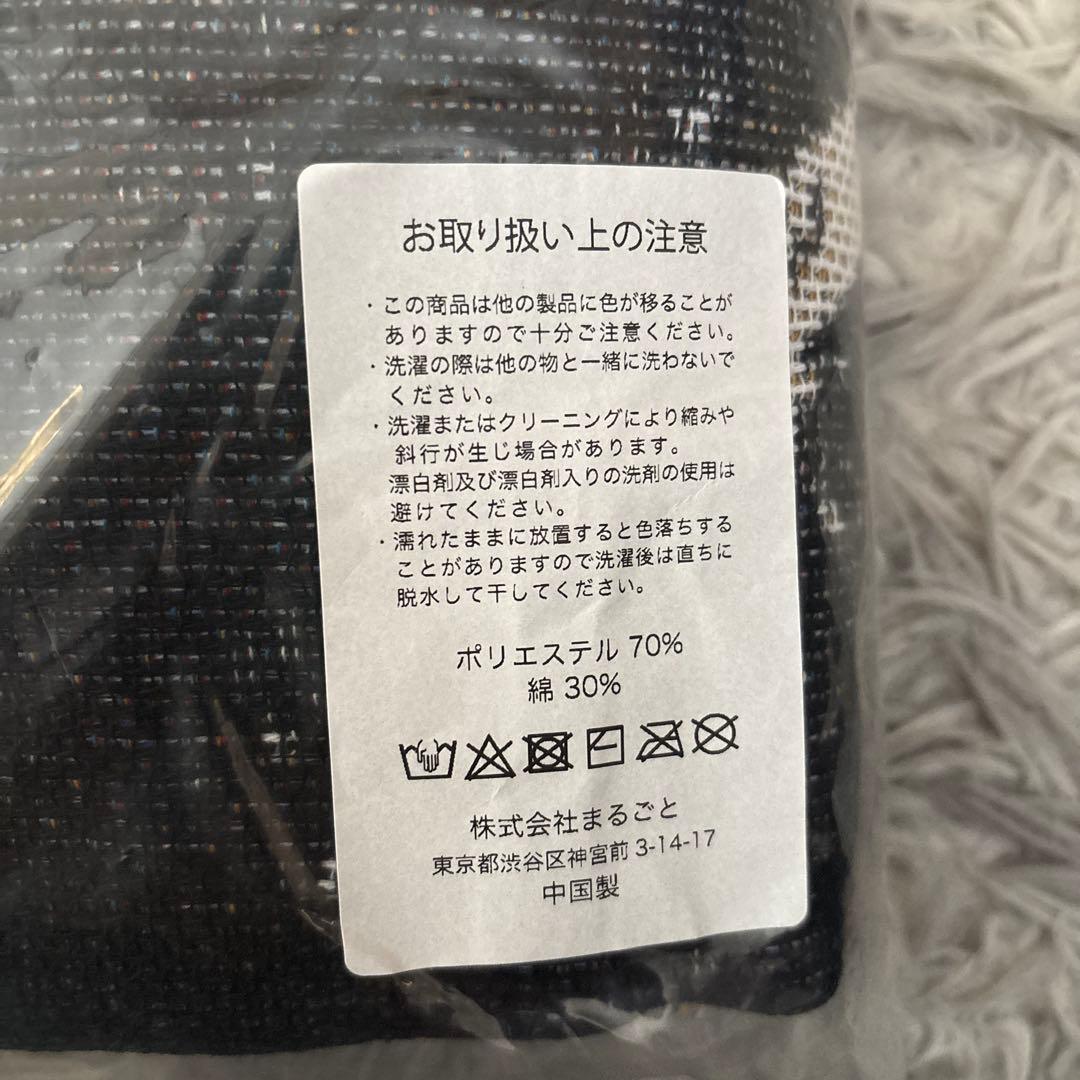 お取り扱い上の注意
・この商品は他の製品に色が移ることが
ありますので十分ご注意ください。
・洗濯の際は他の物と一緒に洗わないで
ください。
・洗濯またはクリーニングにより縮みや
斜行が生じ場合があります。
漂白剤及び漂白剤入りの洗剤の使用は
避けてください。
・濡れたままに放置すると色落ちする
ことがありますので洗濯後は直ちに
脱水して干してください。
ポリエステル 70%
綿 30%
株式会社まるごと
東京都渋谷区神宮前 3-14-17
中国製